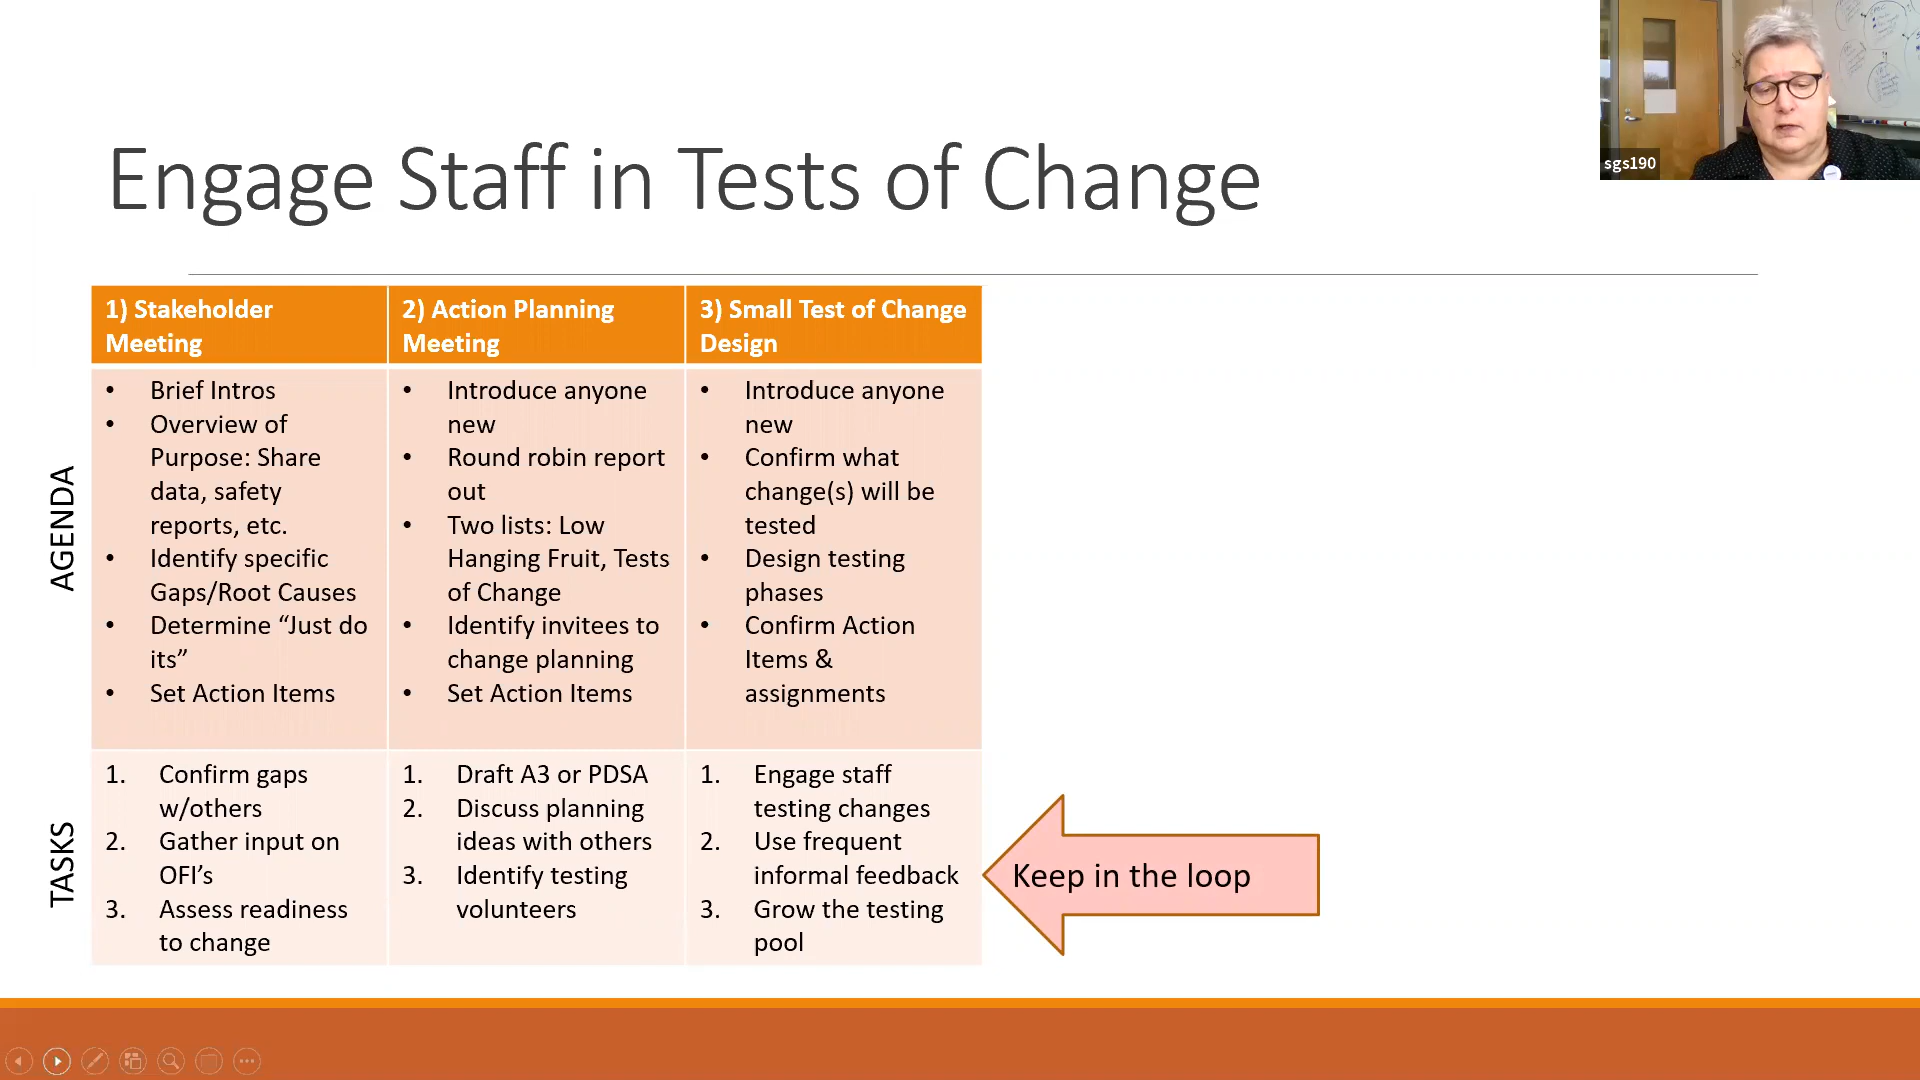 Engage Staff in Tests of Change
sgs190
1) Stakeholder
Meeting
2) Action Planning
Meeting
3) Small Test of Change
Design
AGENDA
• Brief Intros
• Overview of
Purpose: Share
data, safety
reports, etc.
• Identify specific
Gaps/Root Causes
• Determine “Just do
its”
• Set Action Items
• Introduce anyone
new
• Round robin report
out
• Two lists: Low
Hanging Fruit, Tests
of Change
• Identify invitees to
change planning
• Set Action Items
• Introduce anyone
new
• Confirm what
change(s) will be
tested
• Design testing
phases
• Confirm Action
Items &
assignments
TASKS
1. Confirm gaps
w/others
2. Gather input on
OFI’s
3. Assess readiness
to change
1. Draft A3 or PDSA
2. Discuss planning
ideas with others
3. Identify testing
volunteers
1. Engage staff
testing changes
2. Use frequent
informal feedback
3. Grow the testing
pool
Keep in the loop